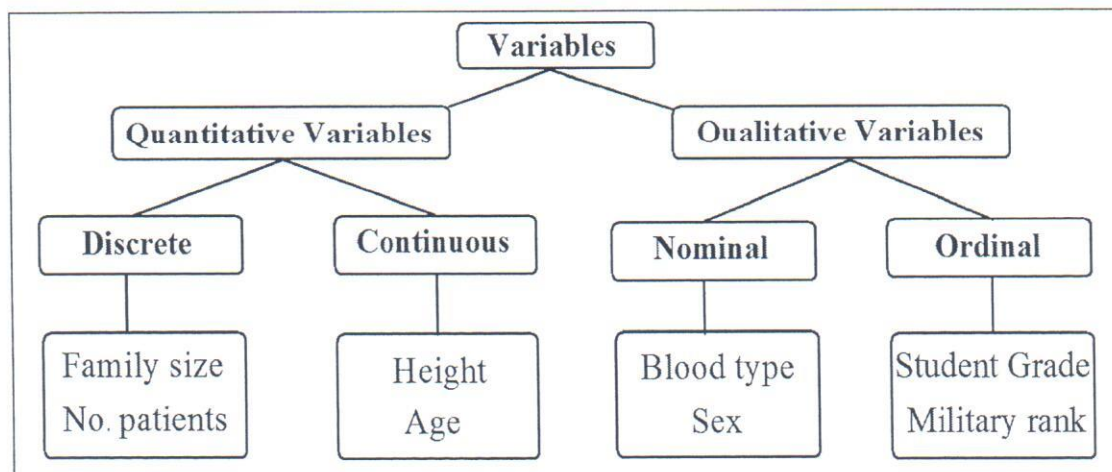 Variables
Quantitative Variables
Oualitative Variables
Discrete
Continuous
Nominal
Ordinal
Family size
No. patients
Height
Age
Blood type
Sex
Student Grade
Military rank